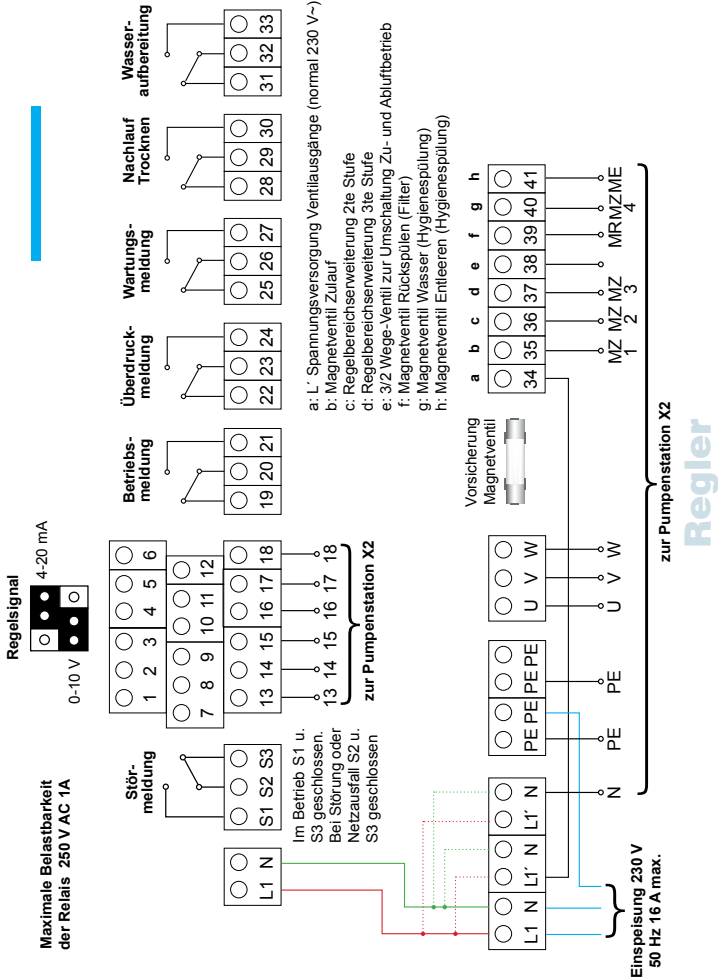 Regelsignal
4-20 mA
0-10 V
Maximale Belastbarkeit
der Relais 250 V AC 1A
Stör-
meldung
S1 S2 S3
Im Betrieb S1 u.
S3 geschlossen.
Bei Störung oder
Netzausfall S2 u.
S3 geschlossen
L1 N
1 2 3 4 5 6
7 8 9 10 11 12
13 14 15 16 17 18
13 14 15 16 17 18
zur Pumpenstation X2
Betriebs-
meldung
19 20 21
Überdruck-
meldung
22 23 24
Wartungs-
meldung
25 26 27
Nachlauf
Trocknen
28 29 30
Wasser-
aufbereitung
31 32 33
a: L´ Spannungsversorgung Ventilausgänge (normal 230 V~)
b: Magnetventil Zulauf
c: Regelbereichserweiterung 2te Stufe
d: Regelbereichserweiterung 3te Stufe
e: 3/2 Wege-Ventil zur Umschaltung Zu- und Abluftbetrieb
f: Magnetventil Rückspülen (Filter)
g: Magnetventil Wasser (Hygienespülung)
h: Magnetventil Entleeren (Hygienespülung)
L1 N L1´ N L1´ N
PE PE PE PE
U V W
Vorsicherung
Magnetventil
a b c d e f g h
34 35 36 37 38 39 40 41
N
PE PE
U V W
MZ MZ MZ MR MZ ME
1 2 3 4
Einspeisung 230 V
50 Hz 16 A max.
zur Pumpenstation X2
Regler